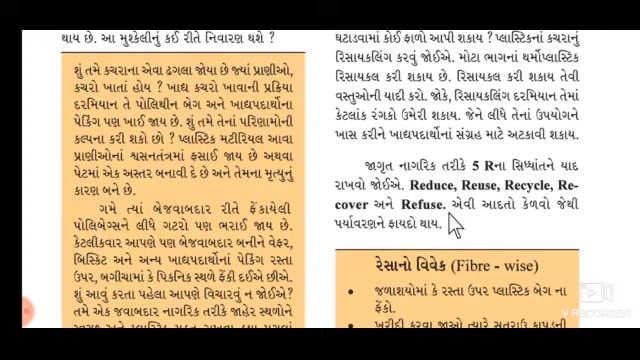 થાય છે. આ મુશ્કેલીનું કઈ રીતે નિવારણ થશે ?
શું તમે કચરાના એવા ઢગલા જોયા છે જ્યાં પ્રાણીઓ,
કચરો ખાતાં હોય ? ખાદ્ય કચરો ખાવાની પ્રક્રિયા
દરમિયાન તે પોલિથીન બેગ અને ખાદ્યપદાર્થોના
પેકિંગ પણ ખાઈ જાય છે. શું તમે તેનાં પરિણામોની
કલ્પના કરી શકો છો ? પ્લાસ્ટિક મટીરિયલ આવા
પ્રાણીઓનાં શ્વસનતંત્રમાં ફસાઈ જાય છે અથવા
પેટમાં એક અસ્તર બનાવી દે છે અને તેમના મૃત્યુનું
કારણ બને છે.
ગમે ત્યાં બેજવાબદાર રીતે ફેંકાયેલી
પોલિબેગ્સને લીધે ગટરો પણ ભરાઈ જાય છે.
કેટલીકવાર આપણે પણ બેજવાબદાર બનીને વેફર,
બિસ્કિટ અને અન્ય ખાદ્યપદાર્થોનાં પેકિંગ રસ્તા
ઉપર, બગીચામાં કે પિકનિક સ્થળે ફેંકી દઈએ છીએ.
શું આવું કરતા પહેલા આપણે વિચારવું ન જોઈએ ?
તમે એક જવાબદાર નાગરિક તરીકે જાહેર સ્થળોને
ઘટાડવામાં કોઈ ફાળો આપી શકાય ? પ્લાસ્ટિકનાં કચરાનું
રિસાયકલિંગ કરવું જોઈએ. મોટા ભાગનાં થર્મોપ્લાસ્ટિક
રિસાયકલ કરી શકાય છે. રિસાયકલ કરી શકાય તેવી
વસ્તુઓની યાદી કરો. જોકે, રિસાયકલિંગ દરમિયાન તેમાં
કેટલાંક રંગકો ઉમેરી શકાય. જેને લીધે તેનાં ઉપયોગને
ખાસ કરીને ખાદ્યપદાર્થોનાં સંગ્રહ માટે અટકાવી શકાય.
જાગૃત નાગરિક તરીકે 5 Rના સિધ્ધાંતને યાદ
રાખવો જોઈએ. Reduce, Reuse, Recycle, Re-
cover અને Refuse. એવી આદતો કેળવો જેથી
પર્યાવરણને ફાયદો થાય.
રેસાનો વિવેક (Fibre - wise)
• જળાશયોમાં કે રસ્તા ઉપર પ્લાસ્ટિક બેગ ના
ફેંકો.
• ખરીદી કરવા જાઓ ત્યારે સુતરાઉ કાપડની
VRECORDER